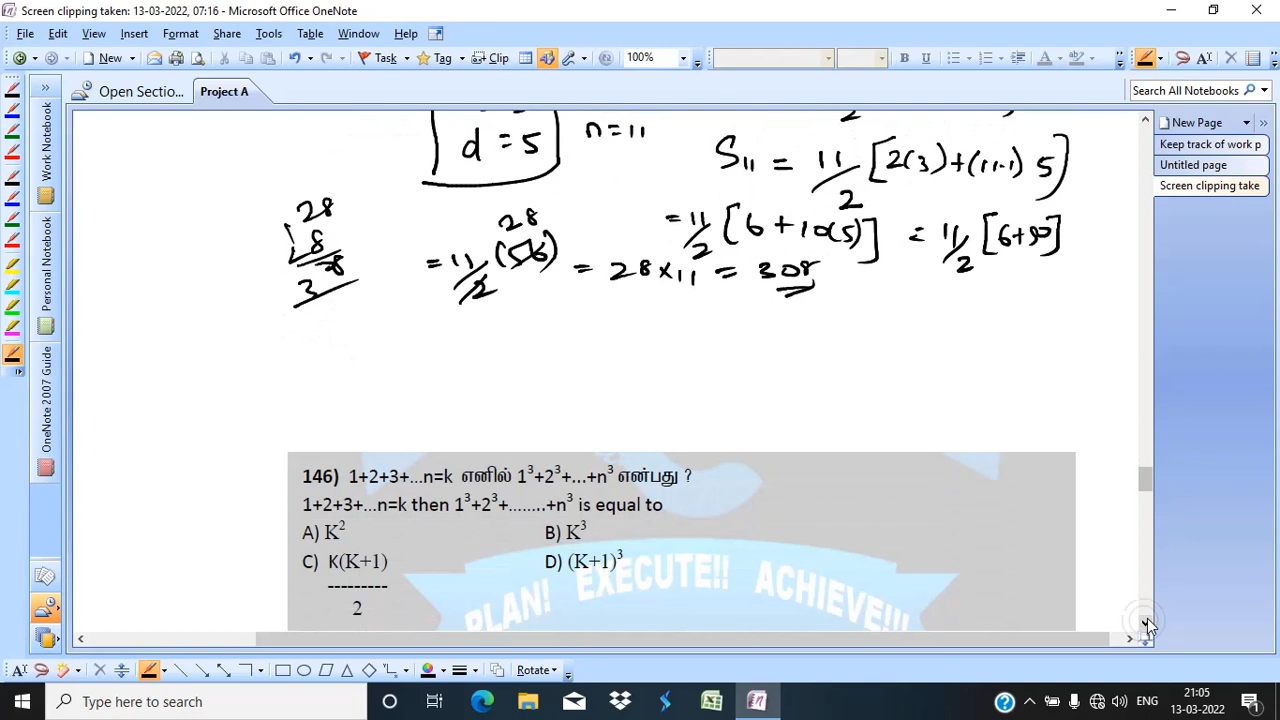 Screen clipping taken: 13-03-2022, 07:16 - Microsoft Office OneNote
File Edit View Insert Format Share Tools Table Window Help
New Task Tag Clip 100% B I U
Open Sectio... Project A
Search All Notebooks
New Page
Keep track of work p
Untitled page
Screen clipping take
Work Notebook
Personal Notebook
OneNote 2007 Guide
d = 5 n=11
S11 = 11/2 [2(3)+(11-1) 5]
28
8
28
3
= 11/2 [6+10(5)] = 11/2 [6+50]
28
= 11/2 (56) = 28×11 = 308
146) 1+2+3+...n=k எனில் 1³+2³+...+n³ என்பது ?
1+2+3+...n=k then 1³+2³+........+n³ is equal to
A) K² B) K³
C) K(K+1) D) (K+1)³
---------
2
PLAN! EXECUTE!! ACHIEVE!!!
Rotate
Type here to search
ENG
21:05
13-03-2022